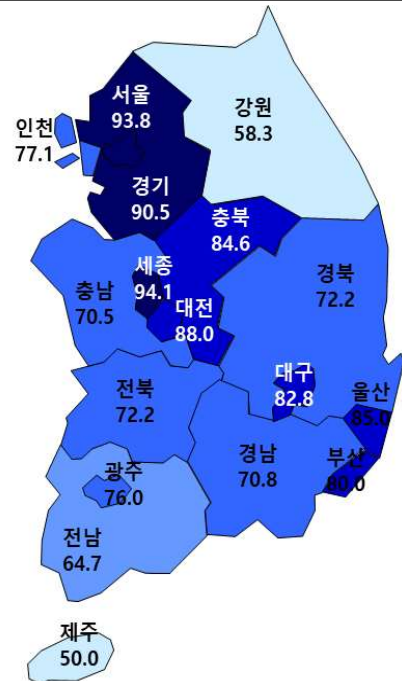 서울
93.8
강원
58.3
인천
77.1
경기
90.5
충북
84.6
세종
94.1
경북
72.2
충남
70.5
대전
88.0
대구
82.8
울산
85.0
전북
72.2
경남
70.8
부산
80.0
광주
76.0
전남
64.7
제주
50.0